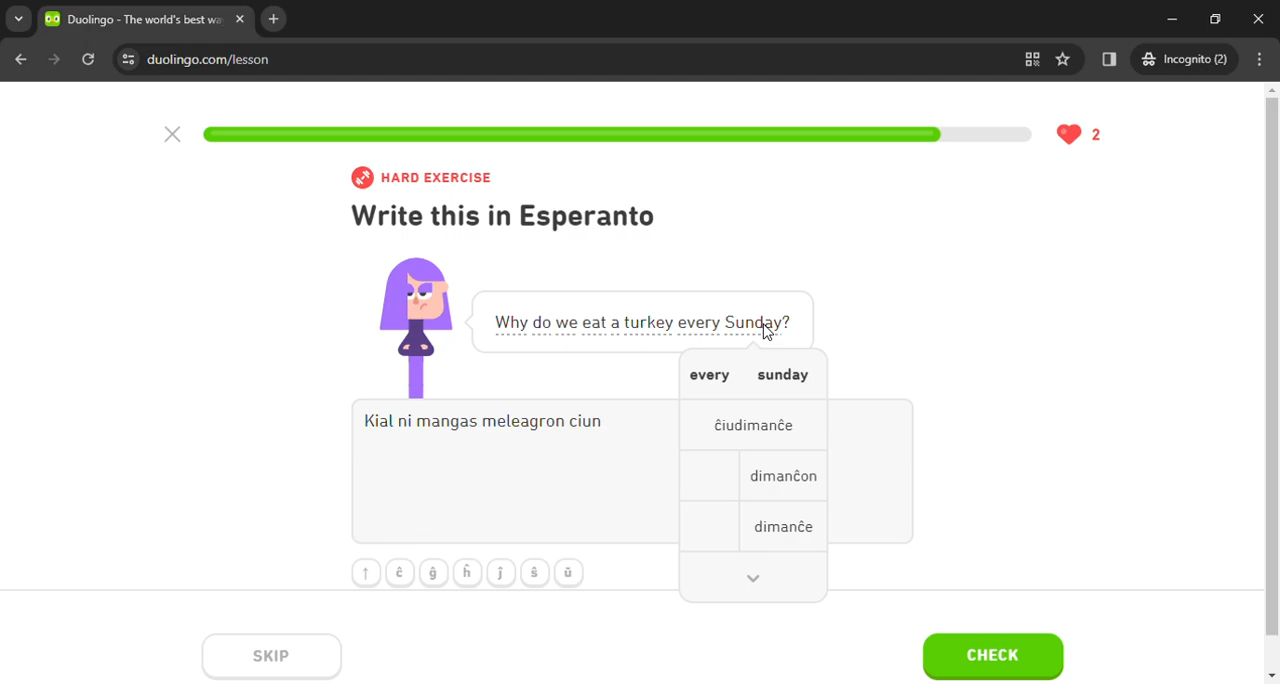 Duolingo - The world's best wa
duolingo.com/lesson
Incognito (2)
2
HARD EXERCISE
Write this in Esperanto
Why do we eat a turkey every Sunday?
every sunday
ĉiudimanĉe
dimanĉon
dimanĉe
Kial ni mangas meleagron ciun
↑ ĉ ĝ ĥ ĵ ŝ ŭ
SKIP
CHECK